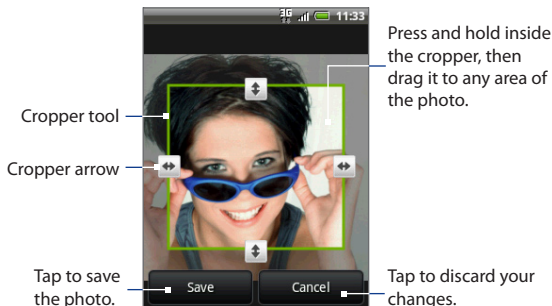 3G 11:33
Press and hold inside
the cropper, then
drag it to any area of
the photo.
Cropper tool
Cropper arrow
Tap to save
the photo.
Save
Cancel
Tap to discard your
changes.